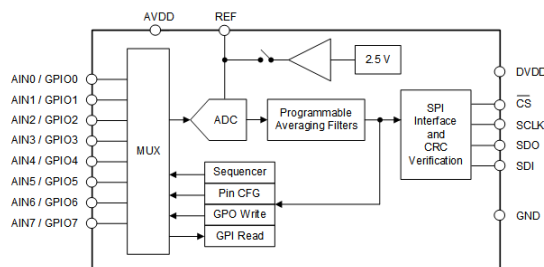 AVDD
REF
2.5 V
AIN0 / GPIO0
AIN1 / GPIO1
AIN2 / GPIO2
AIN3 / GPIO3
AIN4 / GPIO4
AIN5 / GPIO5
AIN6 / GPIO6
AIN7 / GPIO7
MUX
ADC
Programmable
Averaging Filters
Sequencer
Pin CFG
GPO Write
GPI Read
SPI
Interface
and
CRC
Verification
DVDD
CS
SCLK
SDO
SDI
GND